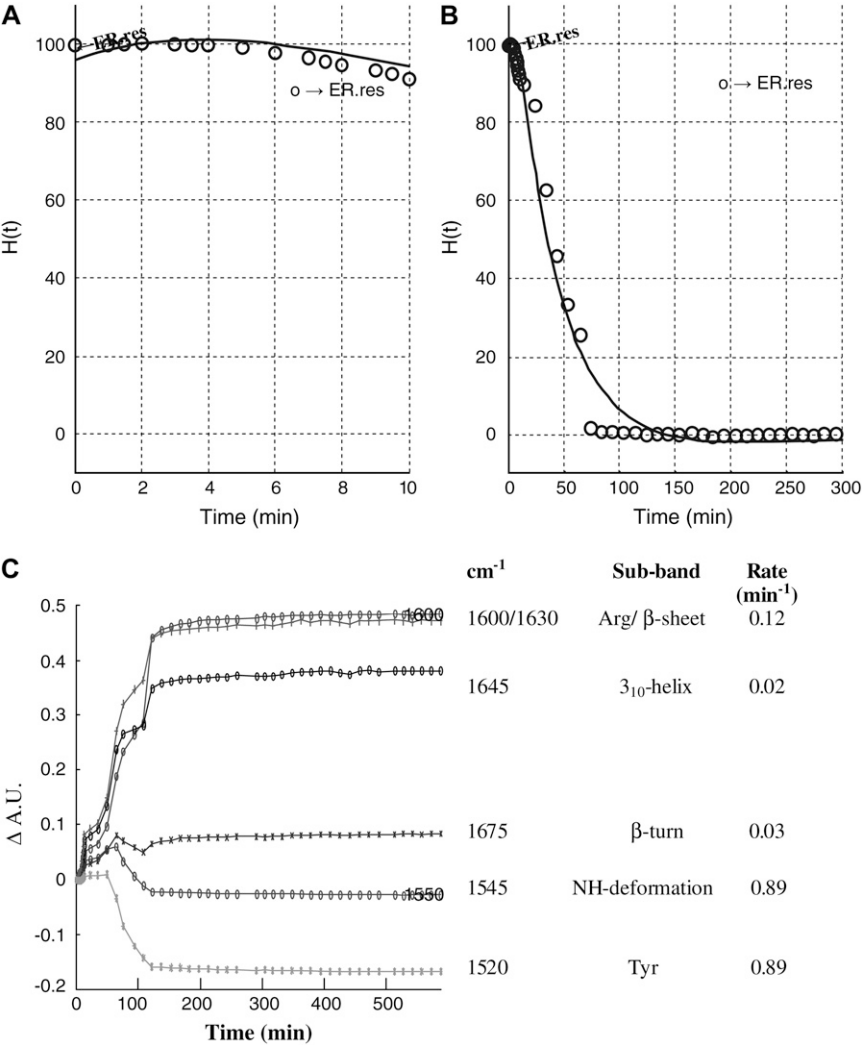 A
100
80
60
40
20
0
H(t)
ER.res
o → ER.res
0 2 4 6 8 10
Time (min)
B
100
80
60
40
20
0
H(t)
ER.res
o → ER.res
0 50 100 150 200 250 300
Time (min)
C
0.5
0.4
0.3
0.2
0.1
0
-0.1
-0.2
Δ A.U.
1600
1550
0 100 200 300 400 500
Time (min)
cm⁻¹ Sub-band Rate
(min⁻¹)
1600/1630 Arg/ β-sheet 0.12
1645 3₁₀-helix 0.02
1675 β-turn 0.03
1545 NH-deformation 0.89
1520 Tyr 0.89